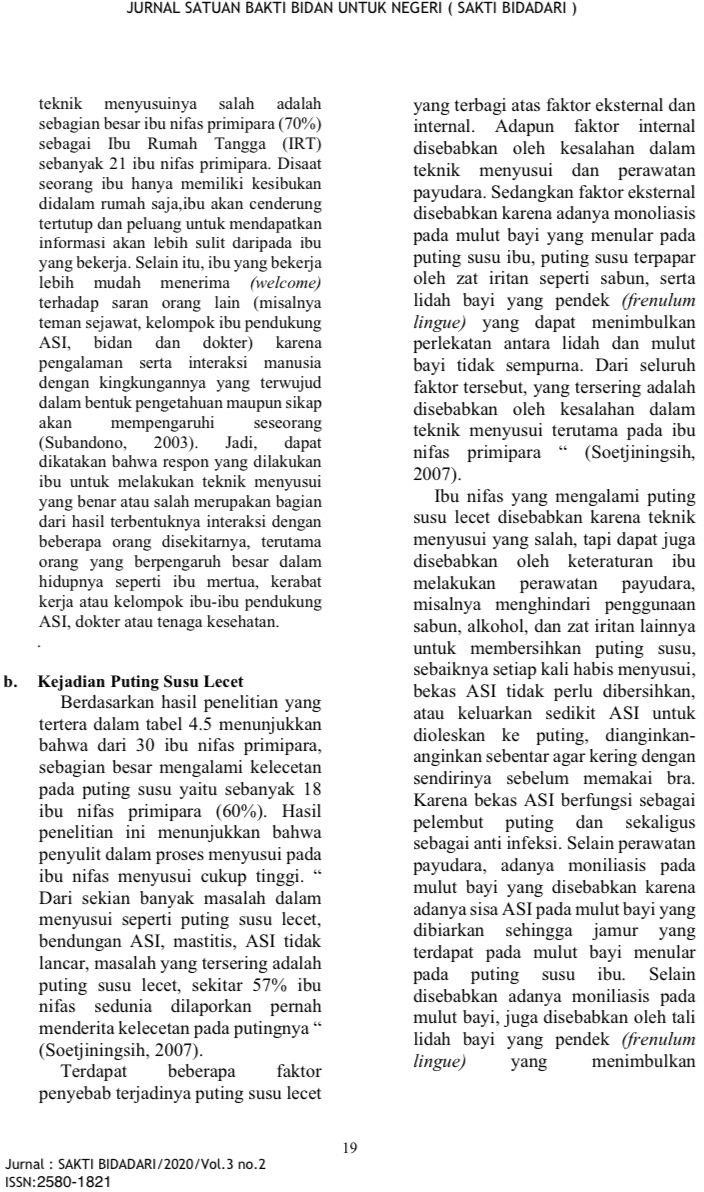 JURNAL SATUAN BAKTI BIDAN UNTUK NEGERI ( SAKTI BIDADARI )
teknik menyusuinya salah adalah
sebagian besar ibu nifas primipara (70%)
sebagai Ibu Rumah Tangga (IRT)
sebanyak 21 ibu nifas primipara. Disaat
seorang ibu hanya memiliki kesibukan
didalam rumah saja,ibu akan cenderung
tertutup dan peluang untuk mendapatkan
informasi akan lebih sulit daripada ibu
yang bekerja. Selain itu, ibu yang bekerja
lebih mudah menerima (welcome)
terhadap saran orang lain (misalnya
teman sejawat, kelompok ibu pendukung
ASI, bidan dan dokter) karena
pengalaman serta interaksi manusia
dengan kingkungannya yang terwujud
dalam bentuk pengetahuan maupun sikap
akan mempengaruhi seseorang
(Subandono, 2003). Jadi, dapat
dikatakan bahwa respon yang dilakukan
ibu untuk melakukan teknik menyusui
yang benar atau salah merupakan bagian
dari hasil terbentuknya interaksi dengan
beberapa orang disekitarnya, terutama
orang yang berpengaruh besar dalam
hidupnya seperti ibu mertua, kerabat
kerja atau kelompok ibu-ibu pendukung
ASI, dokter atau tenaga kesehatan.
.
b. Kejadian Puting Susu Lecet
Berdasarkan hasil penelitian yang
tertera dalam tabel 4.5 menunjukkan
bahwa dari 30 ibu nifas primipara,
sebagian besar mengalami kelecetan
pada puting susu yaitu sebanyak 18
ibu nifas primipara (60%). Hasil
penelitian ini menunjukkan bahwa
penyulit dalam proses menyusui pada
ibu nifas menyusui cukup tinggi. “
Dari sekian banyak masalah dalam
menyusui seperti puting susu lecet,
bendungan ASI, mastitis, ASI tidak
lancar, masalah yang tersering adalah
puting susu lecet, sekitar 57% ibu
nifas sedunia dilaporkan pernah
menderita kelecetan pada putingnya “
(Soetjiningsih, 2007).
Terdapat beberapa faktor
penyebab terjadinya puting susu lecet
yang terbagi atas faktor eksternal dan
internal. Adapun faktor internal
disebabkan oleh kesalahan dalam
teknik menyusui dan perawatan
payudara. Sedangkan faktor eksternal
disebabkan karena adanya monoliasis
pada mulut bayi yang menular pada
puting susu ibu, puting susu terpapar
oleh zat iritan seperti sabun, serta
lidah bayi yang pendek (frenulum
lingue) yang dapat menimbulkan
perlekatan antara lidah dan mulut
bayi tidak sempurna. Dari seluruh
faktor tersebut, yang tersering adalah
disebabkan oleh kesalahan dalam
teknik menyusui terutama pada ibu
nifas primipara “ (Soetjiningsih,
2007).
Ibu nifas yang mengalami puting
susu lecet disebabkan karena teknik
menyusui yang salah, tapi dapat juga
disebabkan oleh keteraturan ibu
melakukan perawatan payudara,
misalnya menghindari penggunaan
sabun, alkohol, dan zat iritan lainnya
untuk membersihkan puting susu,
sebaiknya setiap kali habis menyusui,
bekas ASI tidak perlu dibersihkan,
atau keluarkan sedikit ASI untuk
dioleskan ke puting, dianginkan-
anginkan sebentar agar kering dengan
sendirinya sebelum memakai bra.
Karena bekas ASI berfungsi sebagai
pelembut puting dan sekaligus
sebagai anti infeksi. Selain perawatan
payudara, adanya moniliasis pada
mulut bayi yang disebabkan karena
adanya sisa ASI pada mulut bayi yang
dibiarkan sehingga jamur yang
terdapat pada mulut bayi menular
pada puting susu ibu. Selain
disebabkan adanya moniliasis pada
mulut bayi, juga disebabkan oleh tali
lidah bayi yang pendek (frenulum
lingue) yang menimbulkan
19
Jurnal : SAKTI BIDADARI/2020/Vol.3 no.2
ISSN:2580-1821